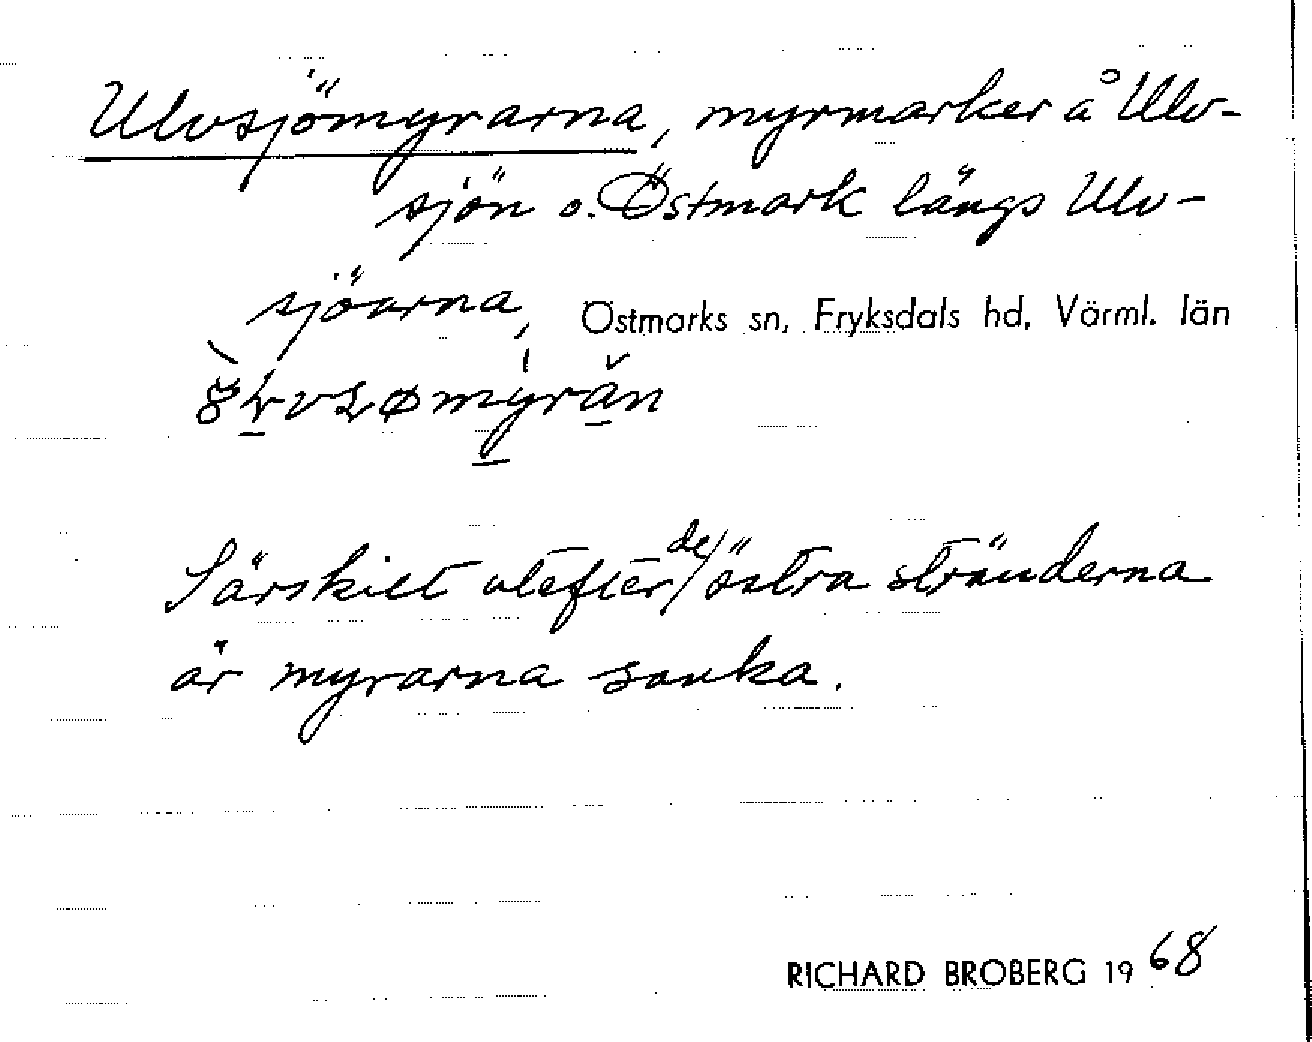 Ulvsjömyrarna, myrmarker å Ulv-
sjön o. Östmark längs Ulv-
sjöarna, Östmarks sn, Fryksdals hd, Värml. län
Särskilt utefter de östra stränderna
är myrarna sanka.
RICHARD BROBERG 1968